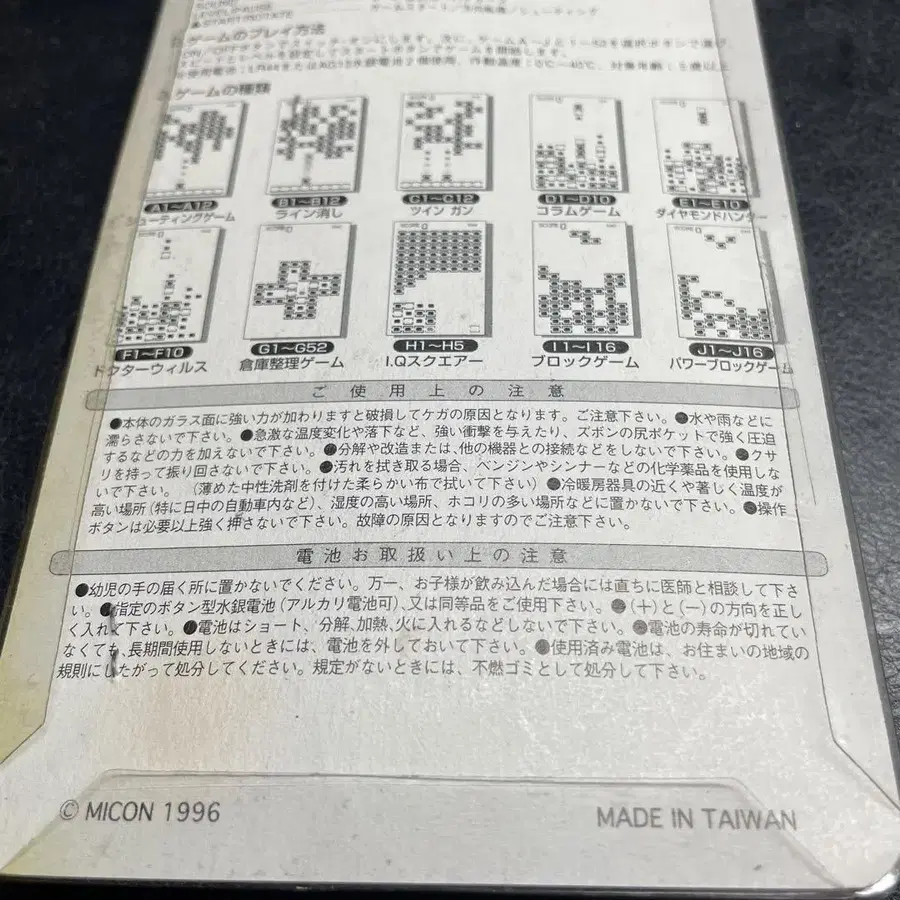 LEVEL/PAUSE
START/ROTATE
ゲームのプレイ方法
ゲームの種類
A1~A12 B1~B12 C1~C12 D1~D10 E1~E10
シューティングゲーム ライン消し ツイン ガン コラムゲーム ダイヤモンドハンター
F1~F10 G1~G52 H1~H5 I1~I16 J1~J16
ドクターウィルス 倉庫整理ゲーム I.Qスクエアー ブロックゲーム パワーブロックゲーム
ご使用上の注意
●本体のガラス面に強い力が加わりますと破損してケガの原因となります。ご注意下さい。●水や雨などに
濡らさないで下さい。●急激な温度変化や落下など、強い衝撃を与えたり、ズボンの尻ポケットで強く圧迫
するなどの力を加えないで下さい。●分解や改造または、他の機器との接続などをしないで下さい。●クサ
リを持って振り回さないで下さい。●汚れを拭き取る場合、ベンジンやシンナーなどの化学薬品を使用しな
いで下さい。(薄めた中性洗剤を付けた柔らかい布で拭いて下さい)●冷暖房器具の近くや著しく温度が
高い場所(特に日中の自動車内など)、湿度の高い場所、ホコリの多い場所などに置かないで下さい。●操作
ボタンは必要以上強く押さないで下さい。故障の原因となりますのでご注意下さい。
電池お取扱い上の注意
●幼児の手の届く所に置かないでください。万一、お子様が飲み込んだ場合には直ちに医師と相談して下さ
い。●指定のボタン型水銀電池(アルカリ電池可)、又は同等品をご使用下さい。●(+)と(-)の方向を正し
く入れて下さい。●電池はショート、分解、加熱、火に入れるなどしないで下さい。●電池の寿命が切れてい
なくても、長期間使用しないときには、電池を外しておいて下さい。●使用済み電池は、お住まいの地域の
規則にしたがって処分してください。規定がないときには、不燃ゴミとして処分して下さい。
© MICON 1996
MADE IN TAIWAN